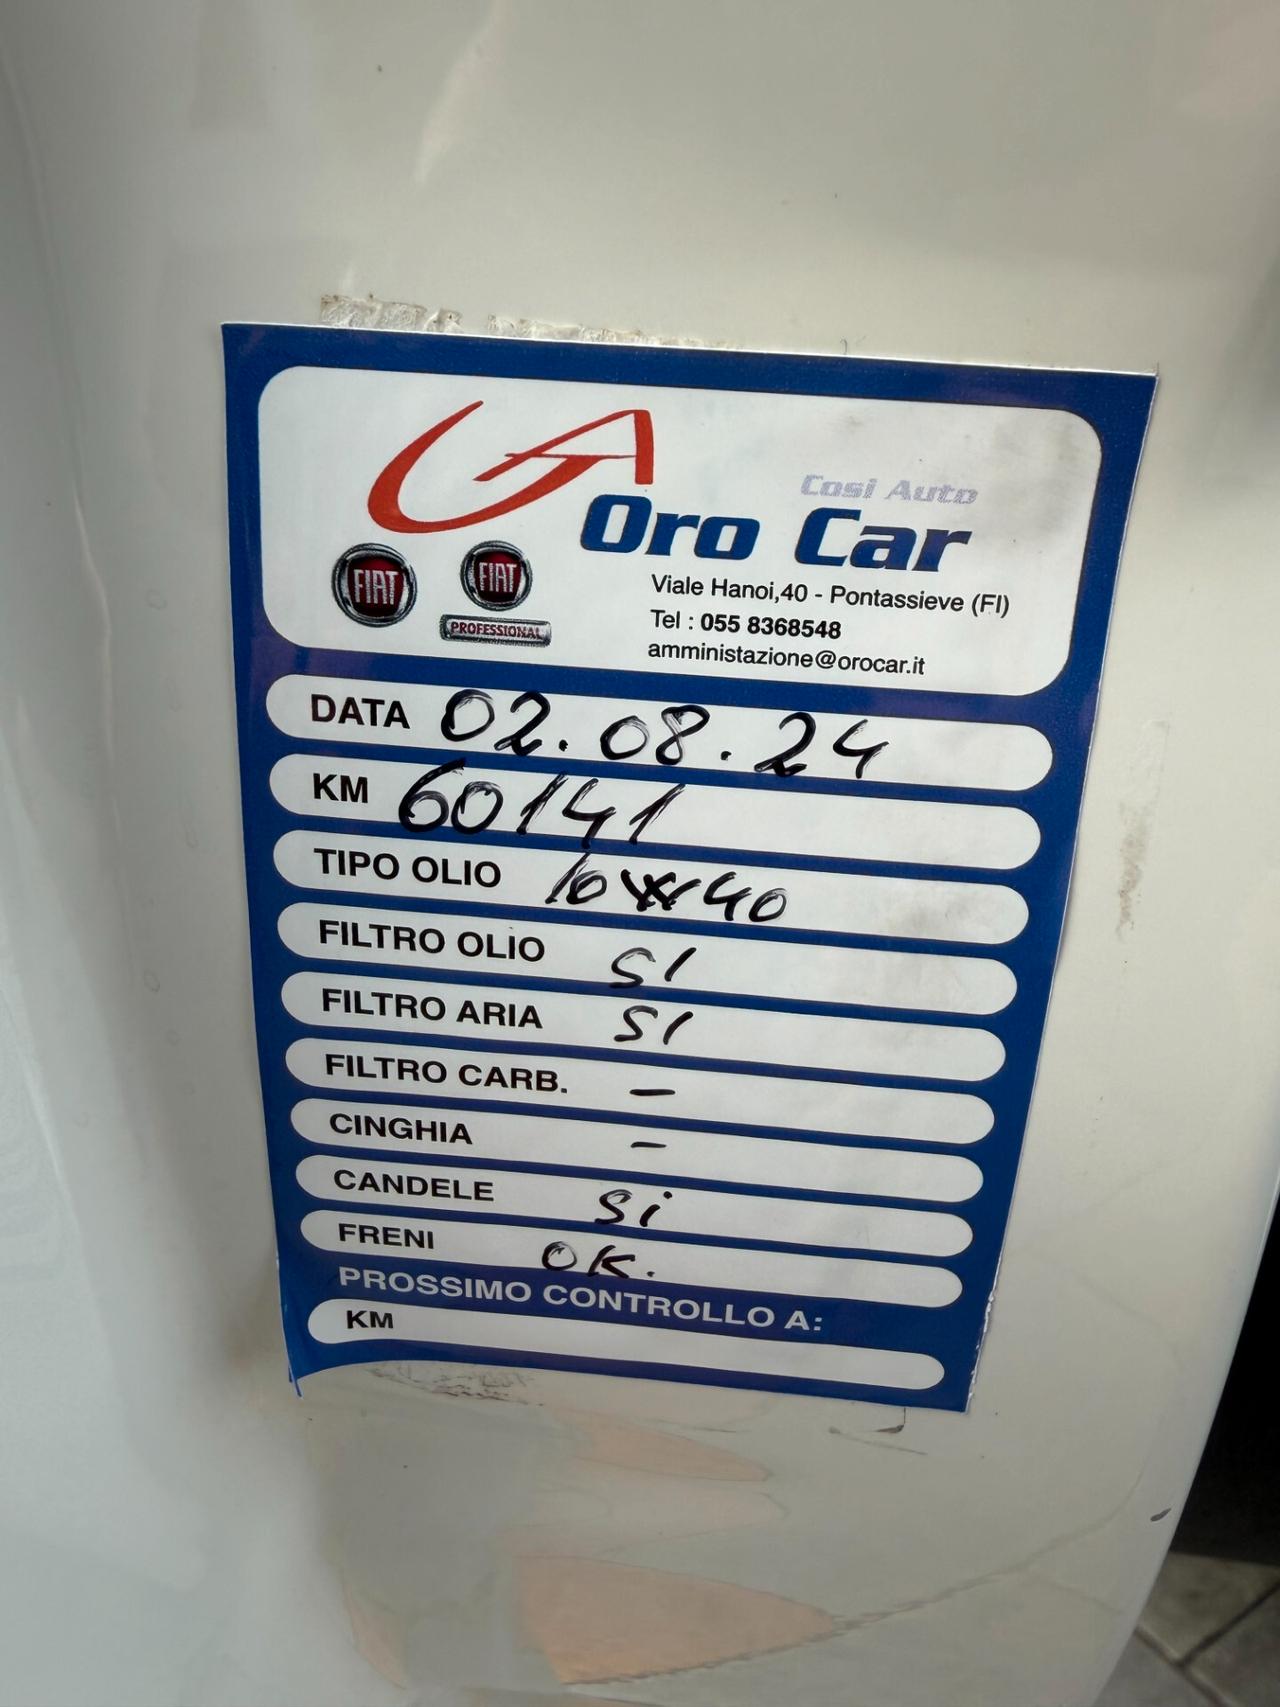 Cosi Auto
Oro Car
FIAT
FIAT
PROFESSIONAL
Viale Hanoi,40 - Pontassieve (FI)
Tel : 055 8368548
amministazione@orocar.it
DATA 02.08.24
KM 60141
TIPO OLIO 10W40
FILTRO OLIO SI
FILTRO ARIA SI
FILTRO CARB. -
CINGHIA -
CANDELE Si
FRENI OK.
PROSSIMO CONTROLLO A:
KM